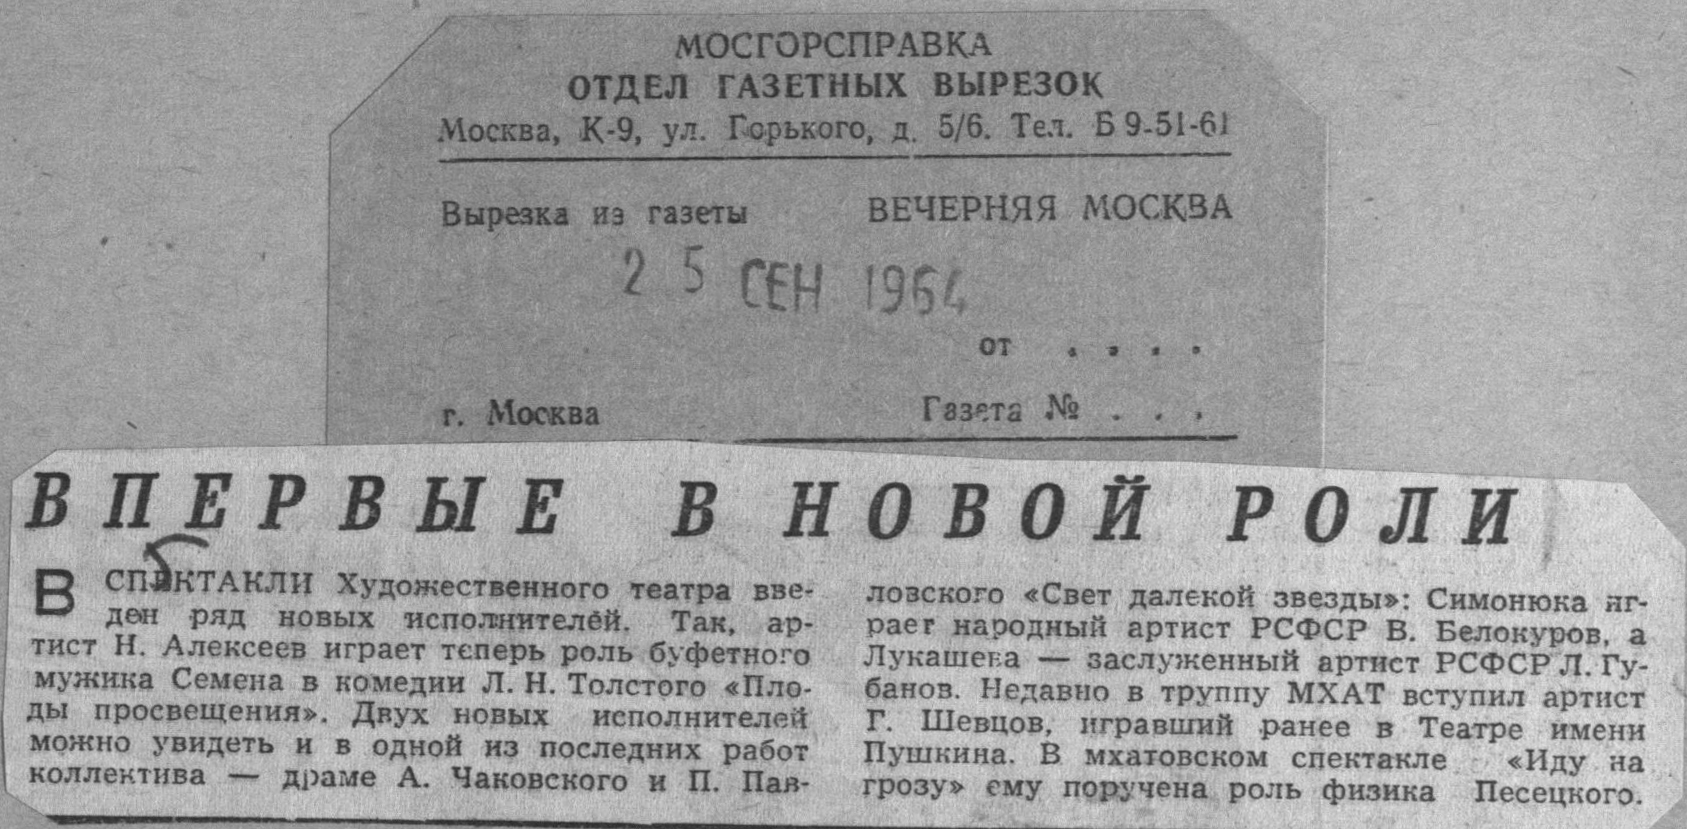 МОСГОРСПРАВКА
ОТДЕЛ ГАЗЕТНЫХ ВЫРЕЗОК
Москва, К-9, ул. Горького, д. 5/6. Тел. Б 9-51-61
Вырезка из газеты ВЕЧЕРНЯЯ МОСКВА
25 СЕН 1964
от . . . .
г. Москва Газета № . . .
ВПЕРВЫЕ В НОВОЙ РОЛИ
В СПЕКТАКЛИ Художественного театра вве-
ден ряд новых исполнителей. Так, ар-
тист Н. Алексеев играет теперь роль буфетного
мужика Семена в комедии Л. Н. Толстого «Пло-
ды просвещения». Двух новых исполнителей
можно увидеть и в одной из последних работ
коллектива — драме А. Чаковского и П. Пав-
ловского «Свет далекой звезды»: Симонюка иг-
рает народный артист РСФСР В. Белокуров, а
Лукашева — заслуженный артист РСФСР Л. Гу-
банов. Недавно в труппу МХАТ вступил артист
Г. Шевцов, игравший ранее в Театре имени
Пушкина. В мхатовском спектакле «Иду на
грозу» ему поручена роль физика Песецкого.